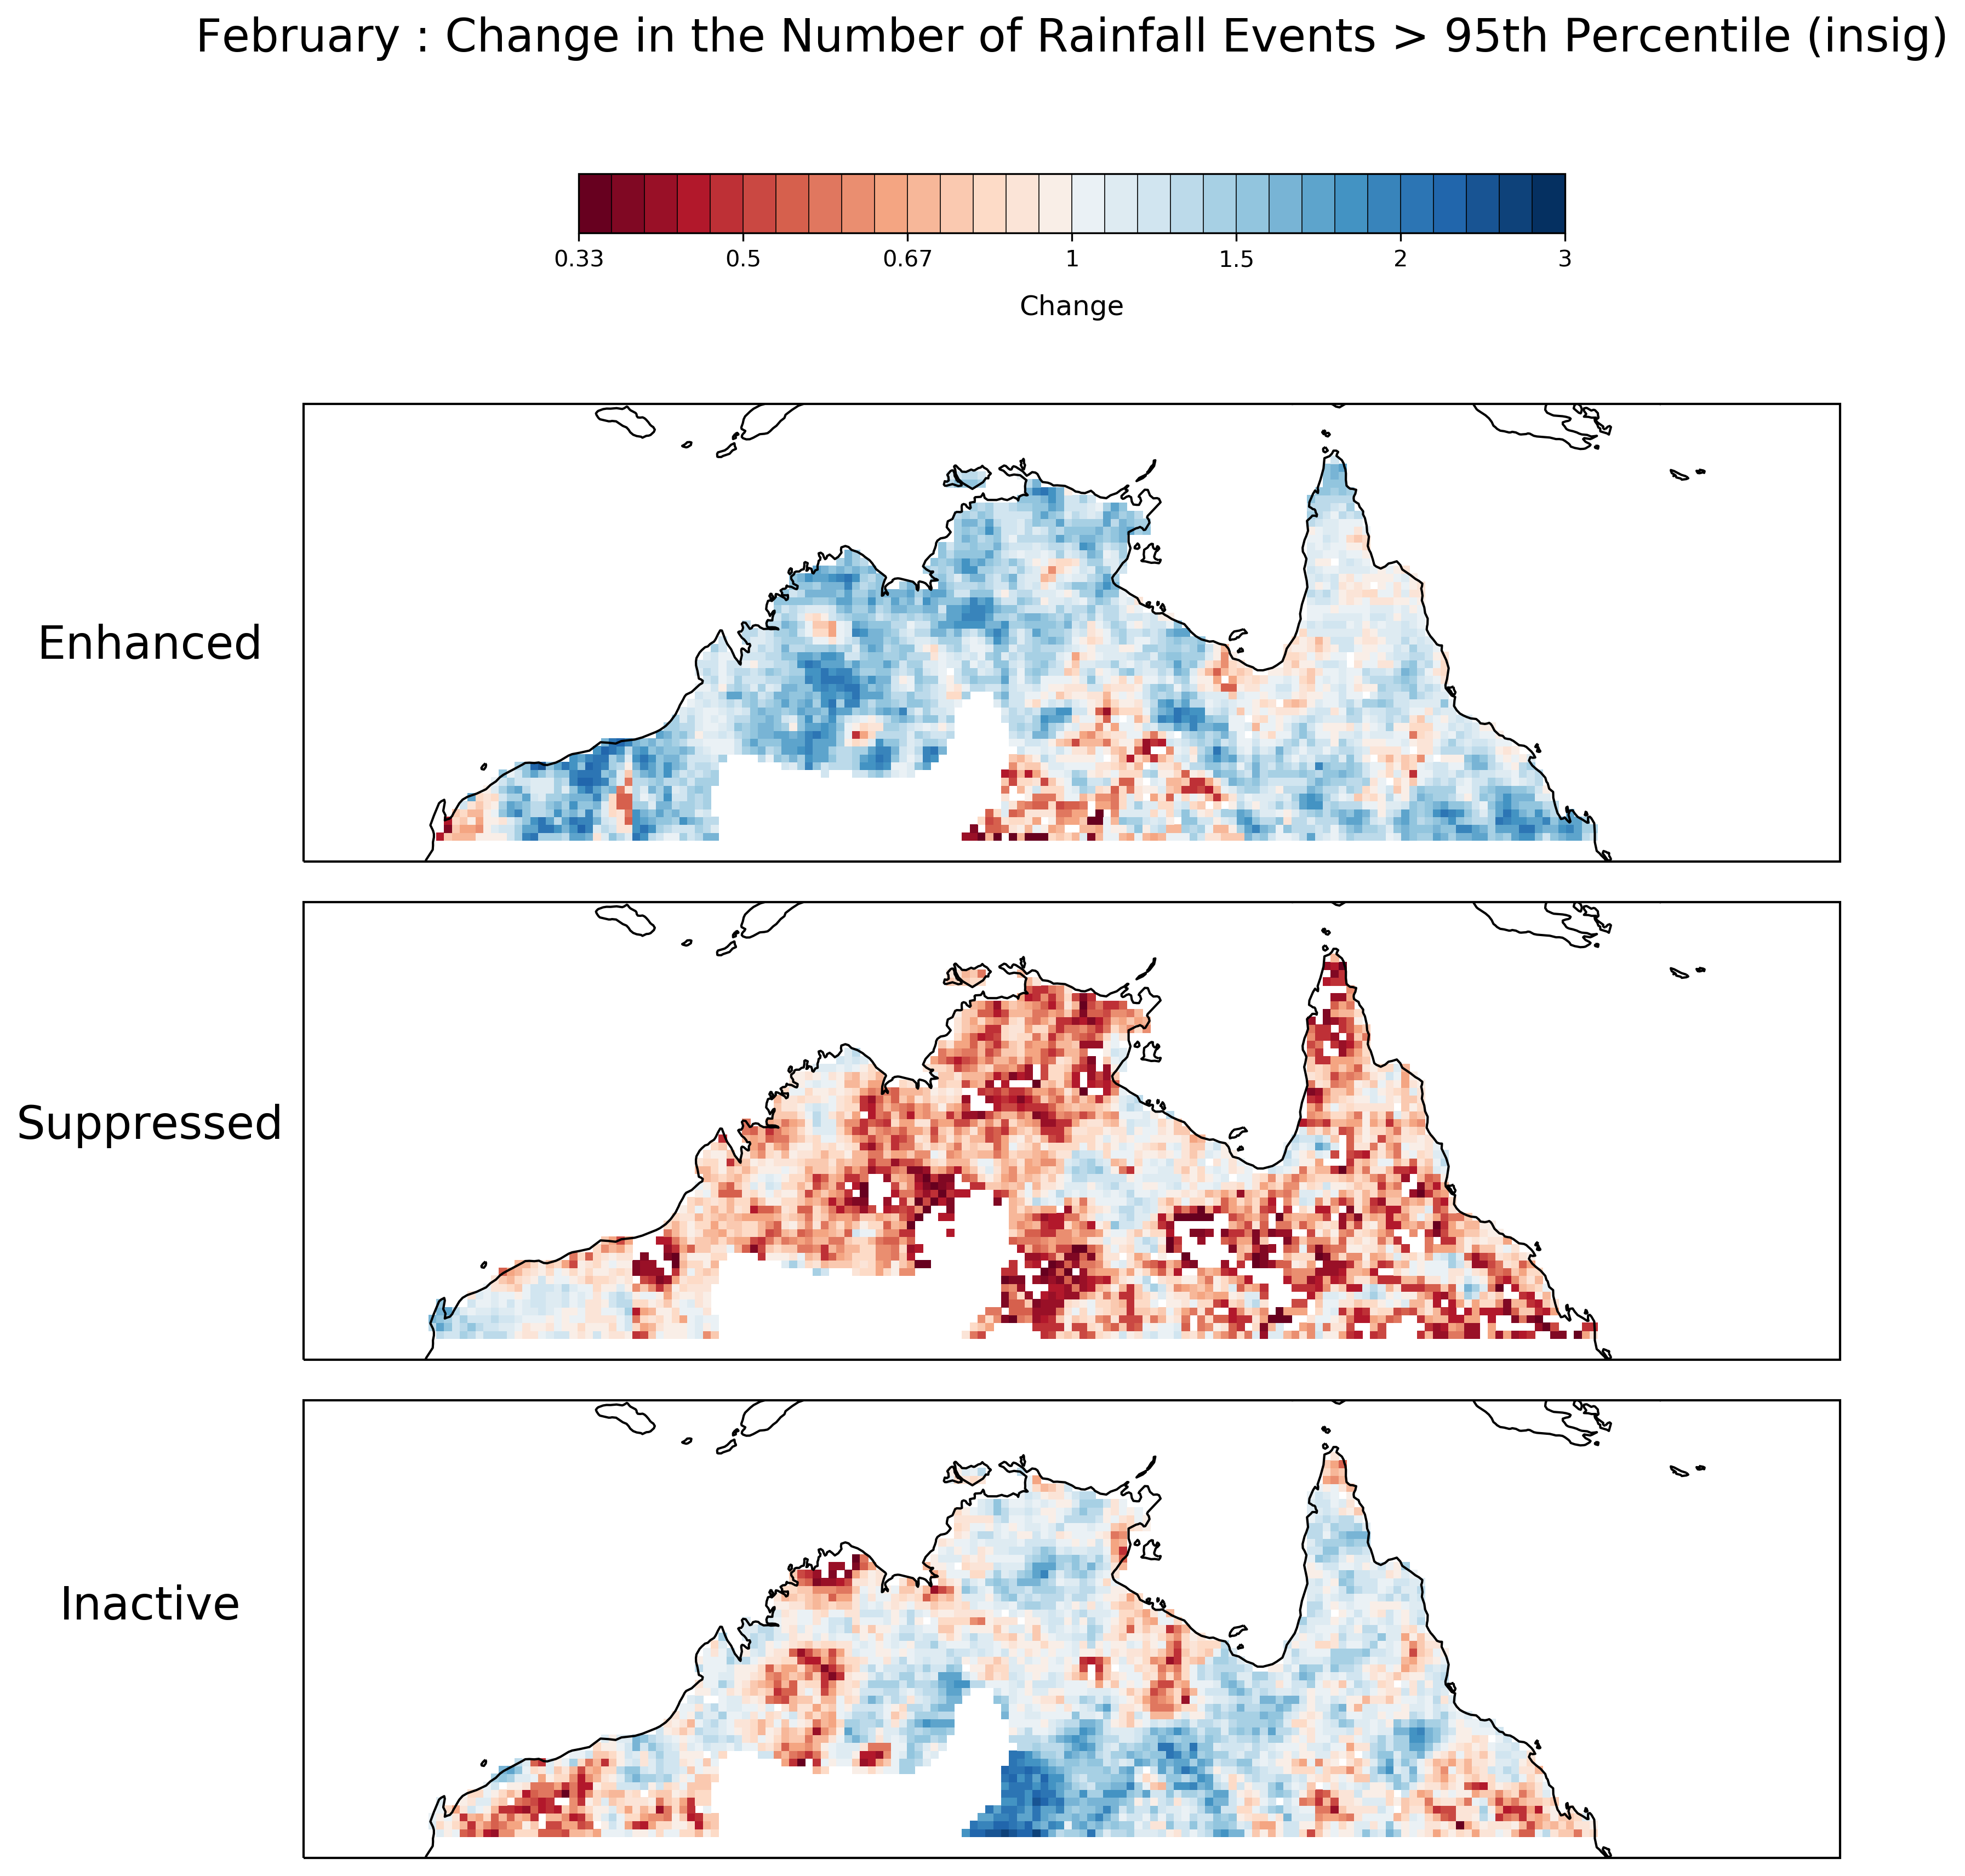 February : Change in the Number of Rainfall Events > 95th Percentile (insig)
0.33 0.5 0.67 1 1.5 2 3
Change
Enhanced
Suppressed
Inactive